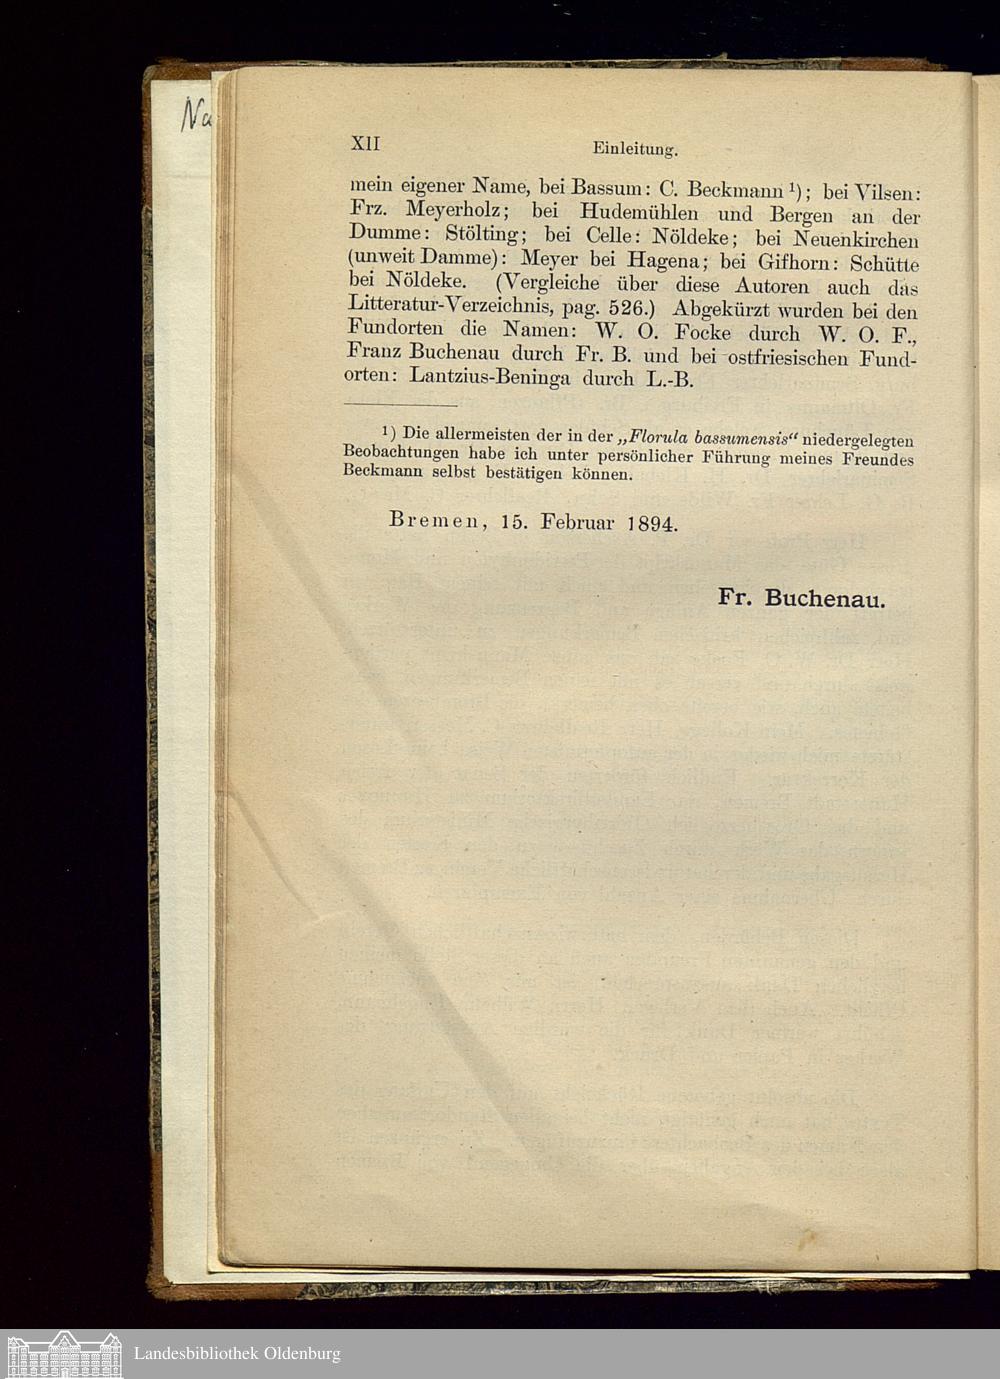 Na
XII
Einleitung.
mein eigener Name, bei Bassum: C. Beckmann ¹); bei Vilsen:
Frz. Meyerholz; bei Hudemühlen und Bergen an der
Dumme: Stölting; bei Celle: Nöldeke; bei Neuenkirchen
(unweit Damme): Meyer bei Hagena; bei Gifhorn: Schütte
bei Nöldeke. (Vergleiche über diese Autoren auch das
Litteratur-Verzeichnis, pag. 526.) Abgekürzt wurden bei den
Fundorten die Namen: W. O. Focke durch W. O. F.,
Franz Buchenau durch Fr. B. und bei ostfriesischen Fund-
orten: Lantzius-Beninga durch L.-B.
¹) Die allermeisten der in der „Florula bassumensis“ niedergelegten
Beobachtungen habe ich unter persönlicher Führung meines Freundes
Beckmann selbst bestätigen können.
Bremen, 15. Februar 1894.
Fr. Buchenau.
Landesbibliothek Oldenburg